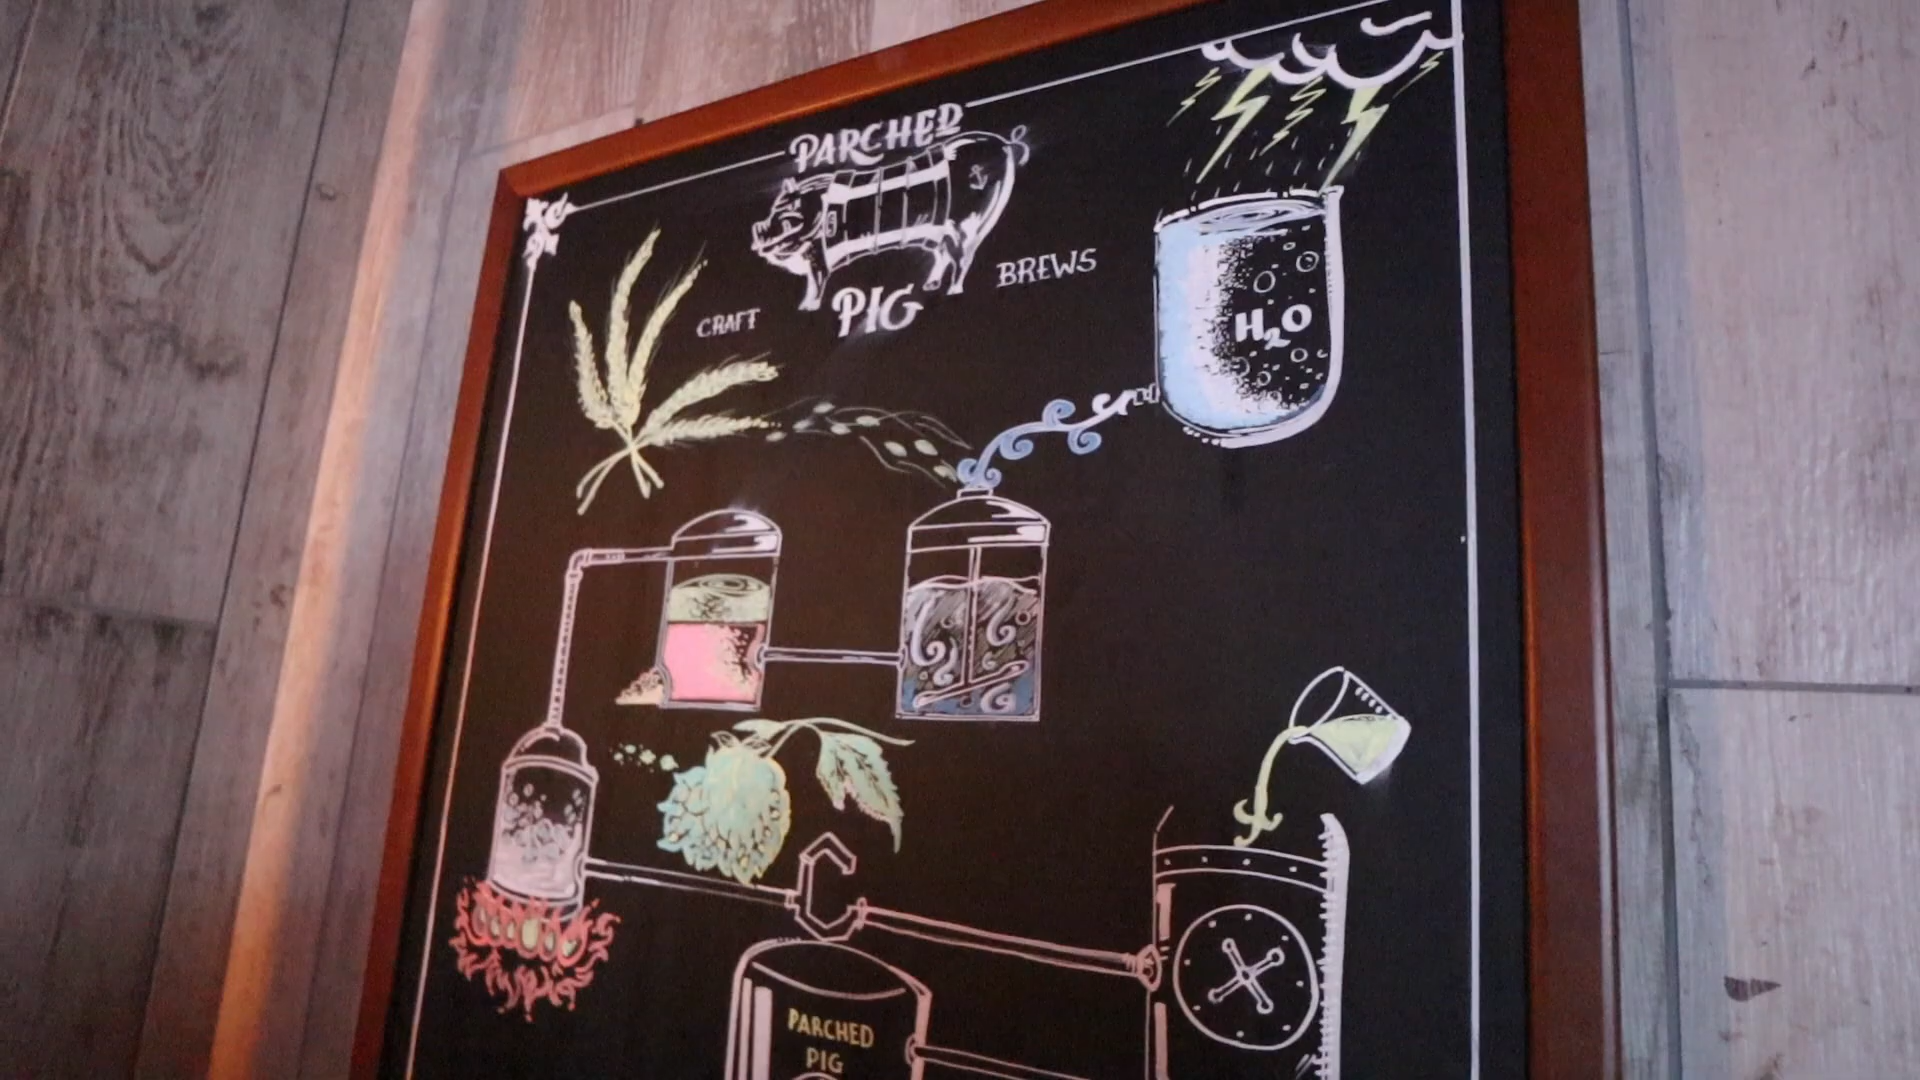 PARCHED
PIG
CRAFT
BREWS
H₂O
PARCHED
PIG